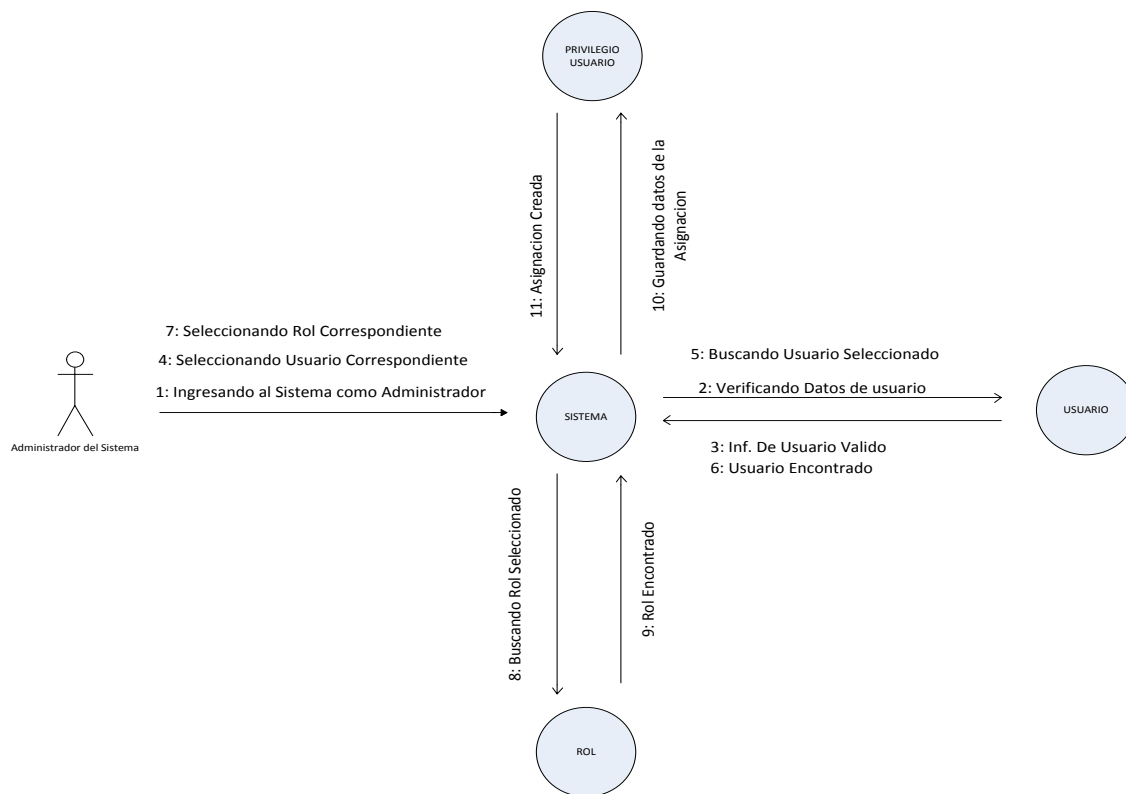 PRIVILEGIO
USUARIO
11: Asignacion Creada
10: Guardando datos de la
Asignacion
7: Seleccionando Rol Correspondiente
4: Seleccionando Usuario Correspondiente
1: Ingresando al Sistema como Administrador
Administrador del Sistema
SISTEMA
5: Buscando Usuario Seleccionado
2: Verificando Datos de usuario
3: Inf. De Usuario Valido
6: Usuario Encontrado
USUARIO
8: Buscando Rol Seleccionado
9: Rol Encontrado
ROL